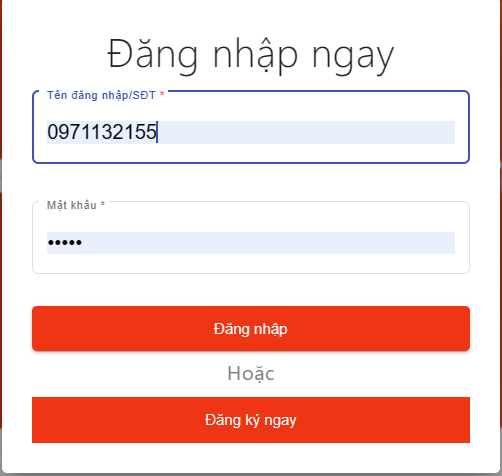 Đăng nhập ngay
Tên đăng nhập/SĐT *
0971132155
Mật khẩu *
•••••
Đăng nhập
Hoặc
Đăng ký ngay